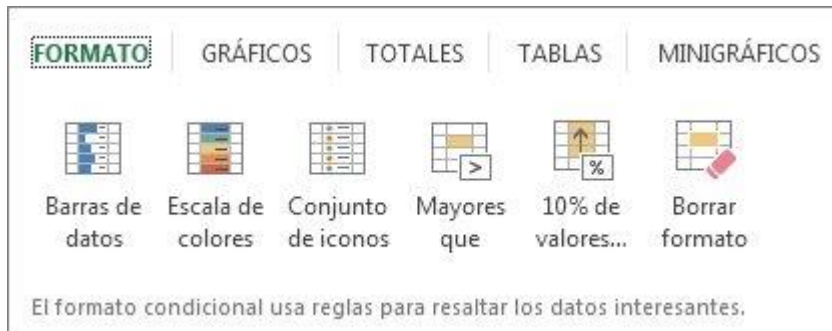 FORMATO GRÁFICOS TOTALES TABLAS MINIGRÁFICOS
> %
Barras de Escala de Conjunto Mayores 10% de Borrar
datos colores de iconos que valores... formato
El formato condicional usa reglas para resaltar los datos interesantes.